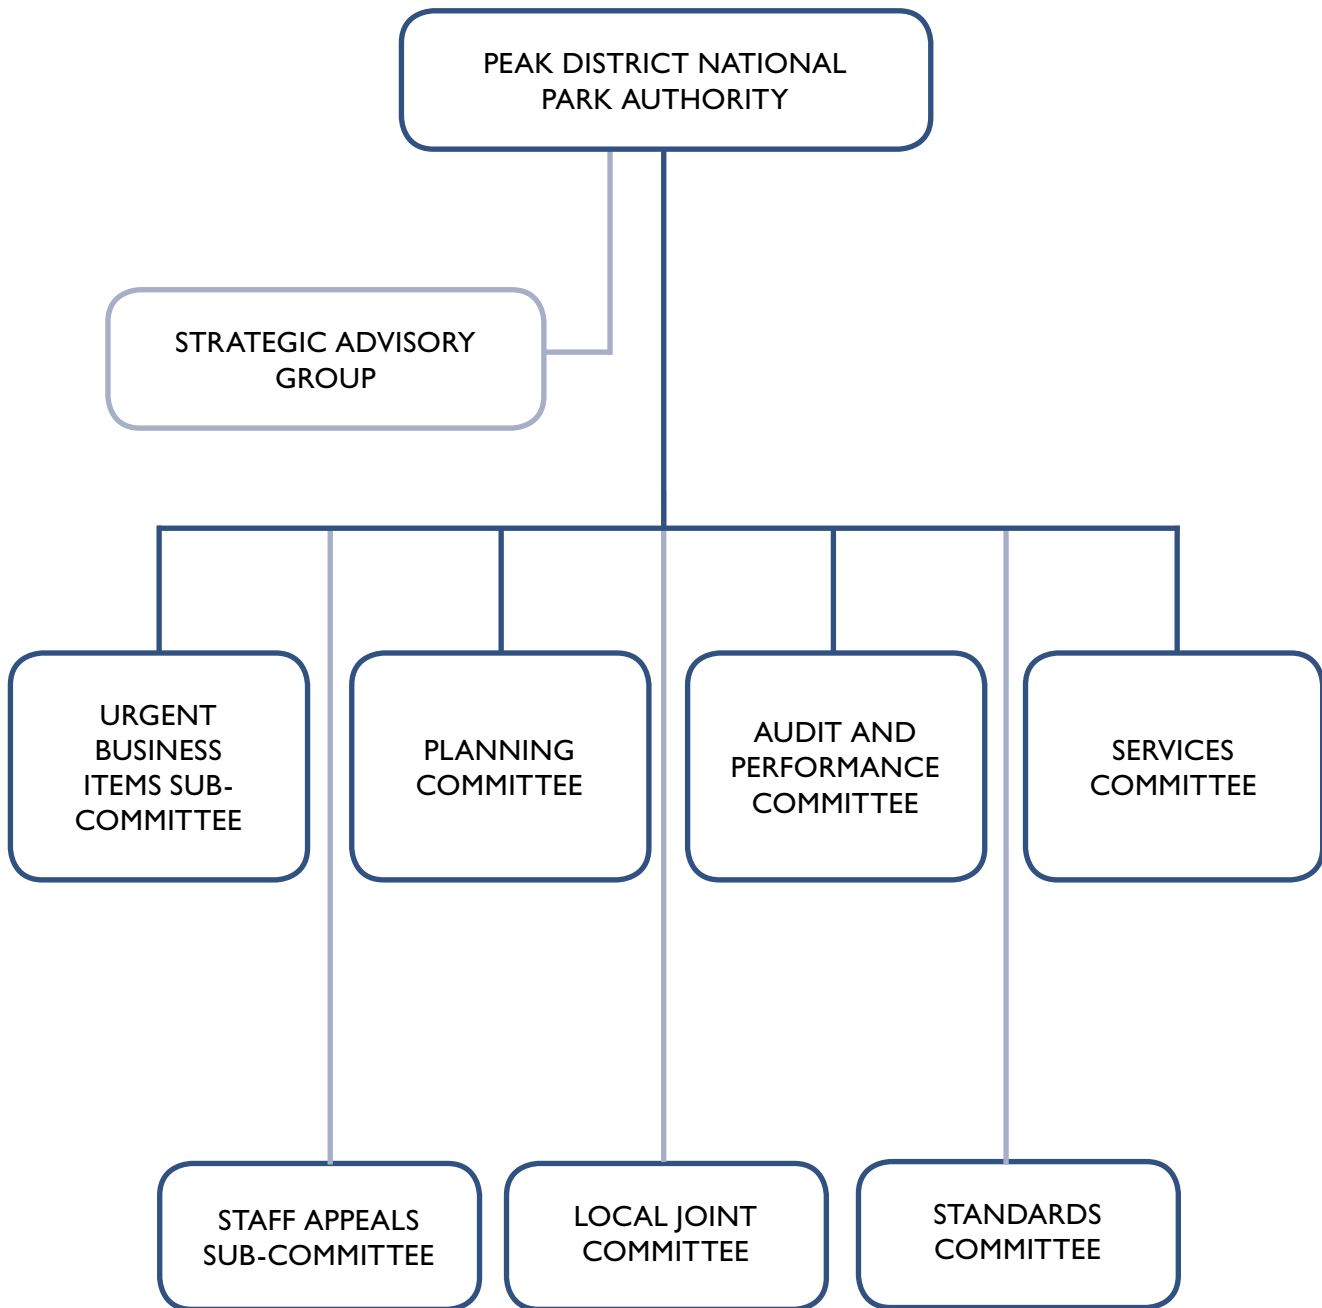 PEAK DISTRICT NATIONAL
PARK AUTHORITY
STRATEGIC ADVISORY
GROUP
URGENT
BUSINESS
ITEMS SUB-
COMMITTEE
PLANNING
COMMITTEE
AUDIT AND
PERFORMANCE
COMMITTEE
SERVICES
COMMITTEE
STAFF APPEALS
SUB-COMMITTEE
LOCAL JOINT
COMMITTEE
STANDARDS
COMMITTEE